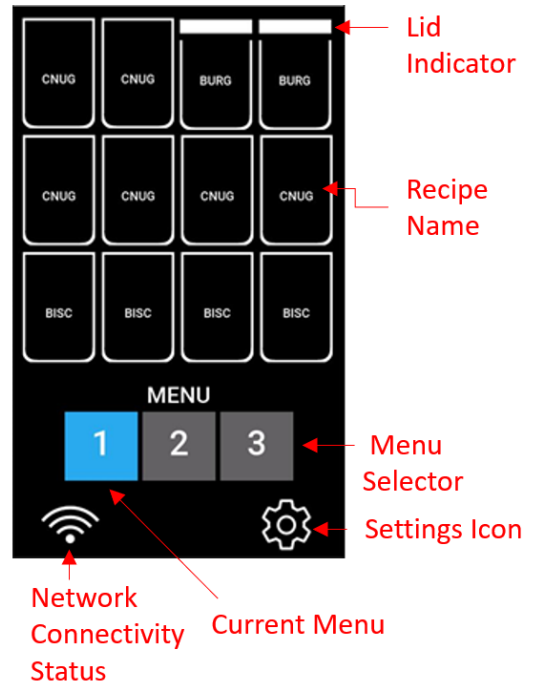 Lid
Indicator
CNUG CNUG BURG BURG
CNUG CNUG CNUG CNUG
Recipe
Name
BISC BISC BISC BISC
MENU
1 2 3
Menu
Selector
Settings Icon
Network
Connectivity
Status
Current Menu